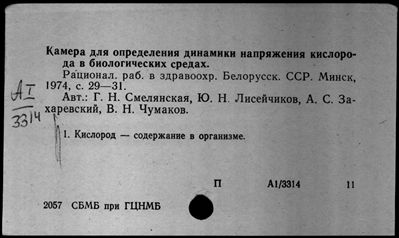 Камера для определения динамики напряжения кислоро-
да в биологических средах.
Рационал. раб. в здравоохр. Белорусск. ССР. Минск,
1974, с. 29—31.
Авт.: Г. Н. Смелянская, Ю. Н. Лисейчиков, А. С. За-
харевский, В. Н. Чумаков.
АI
3314
1. Кислород — содержание в организме.
П А1/3314 11
2057 СБМБ при ГЦНМБ